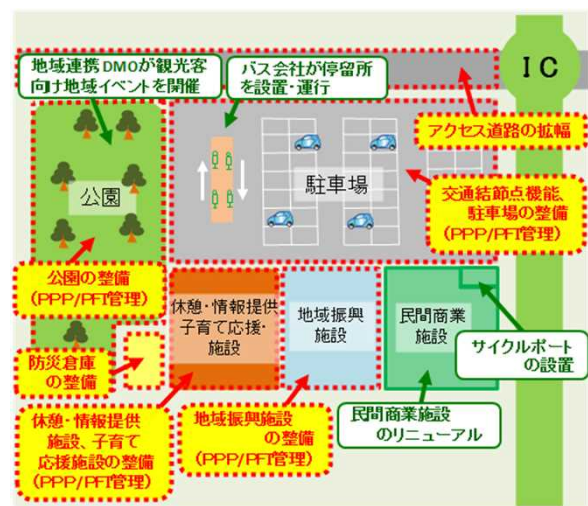 地域連携DMOが観光客
向け地域イベントを開催
バス会社が停留所
を設置・運行
IC
アクセス道路の拡幅
公園
駐車場
交通結節点機能、
駐車場の整備
(PPP/PFI管理)
公園の整備
(PPP/PFI管理)
休憩・情報提供
子育て応援・
施設
地域振興
施設
民間商業
施設
サイクルポート
の設置
防災倉庫
の整備
休憩・情報提供
施設、子育て
応援施設の整備
(PPP/PFI管理)
地域振興施設
の整備
(PPP/PFI管理)
民間商業施設
のリニューアル